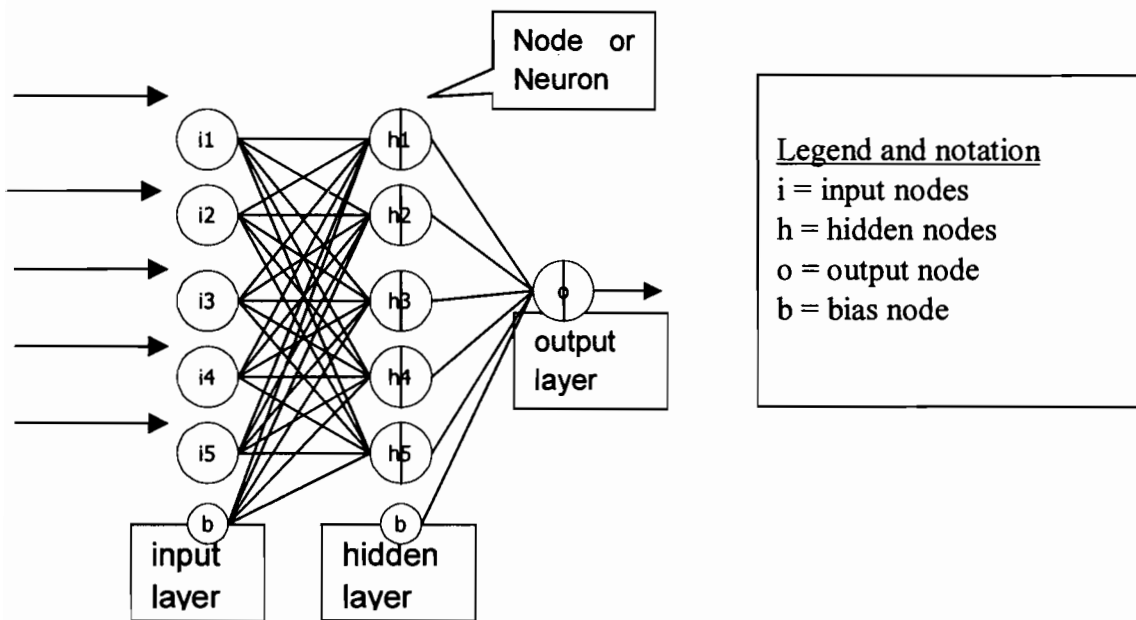 Node or
Neuron
i1
h1
i2
h2
i3
h3
o
i4
h4
i5
h5
b
b
input
layer
hidden
layer
output
layer
Legend and notation
i = input nodes
h = hidden nodes
o = output node
b = bias node